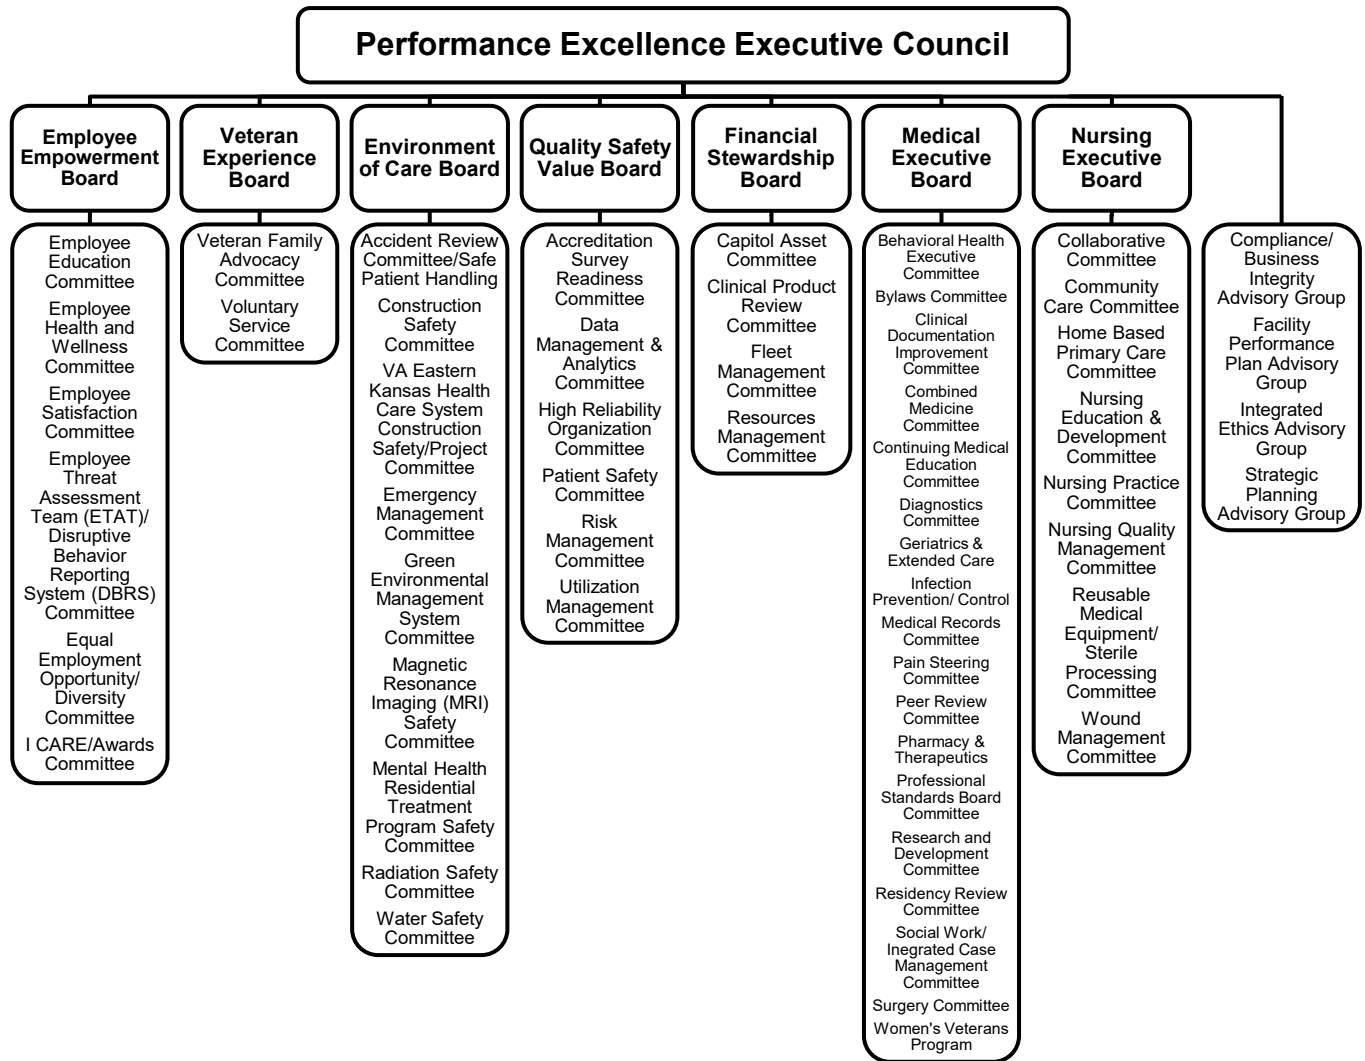 Performance Excellence Executive Council
Employee
Empowerment
Board
Veteran
Experience
Board
Environment
of Care Board
Quality Safety
Value Board
Financial
Stewardship
Board
Medical
Executive
Board
Nursing
Executive
Board
Employee
Education
Committee
Employee
Health and
Wellness
Committee
Employee
Satisfaction
Committee
Employee
Threat
Assessment
Team (ETAT)/
Disruptive
Behavior
Reporting
System (DBRS)
Committee
Equal
Employment
Opportunity/
Diversity
Committee
I CARE/Awards
Committee
Veteran Family
Advocacy
Committee
Voluntary
Service
Committee
Accident Review
Committee/Safe
Patient Handling
Construction
Safety
Committee
VA Eastern
Kansas Health
Care System
Construction
Safety/Project
Committee
Emergency
Management
Committee
Green
Environmental
Management
System
Committee
Magnetic
Resonance
Imaging (MRI)
Safety
Committee
Mental Health
Residential
Treatment
Program Safety
Committee
Radiation Safety
Committee
Water Safety
Committee
Accreditation
Survey
Readiness
Committee
Data
Management &
Analytics
Committee
High Reliability
Organization
Committee
Patient Safety
Committee
Risk
Management
Committee
Utilization
Management
Committee
Capitol Asset
Committee
Clinical Product
Review
Committee
Fleet
Management
Committee
Resources
Management
Committee
Behavioral Health
Executive
Committee
Bylaws Committee
Clinical
Documentation
Improvement
Committee
Combined
Medicine
Committee
Continuing Medical
Education
Committee
Diagnostics
Committee
Geriatrics &
Extended Care
Infection
Prevention/ Control
Medical Records
Committee
Pain Steering
Committee
Peer Review
Committee
Pharmacy &
Therapeutics
Professional
Standards Board
Committee
Research and
Development
Committee
Residency Review
Committee
Social Work/
Inegrated Case
Management
Committee
Surgery Committee
Women's Veterans
Program
Collaborative
Committee
Community
Care Committee
Home Based
Primary Care
Committee
Nursing
Education &
Development
Committee
Nursing Practice
Committee
Nursing Quality
Management
Committee
Reusable
Medical
Equipment/
Sterile
Processing
Committee
Wound
Management
Committee
Compliance/
Business
Integrity
Advisory Group
Facility
Performance
Plan Advisory
Group
Integrated
Ethics Advisory
Group
Strategic
Planning
Advisory Group